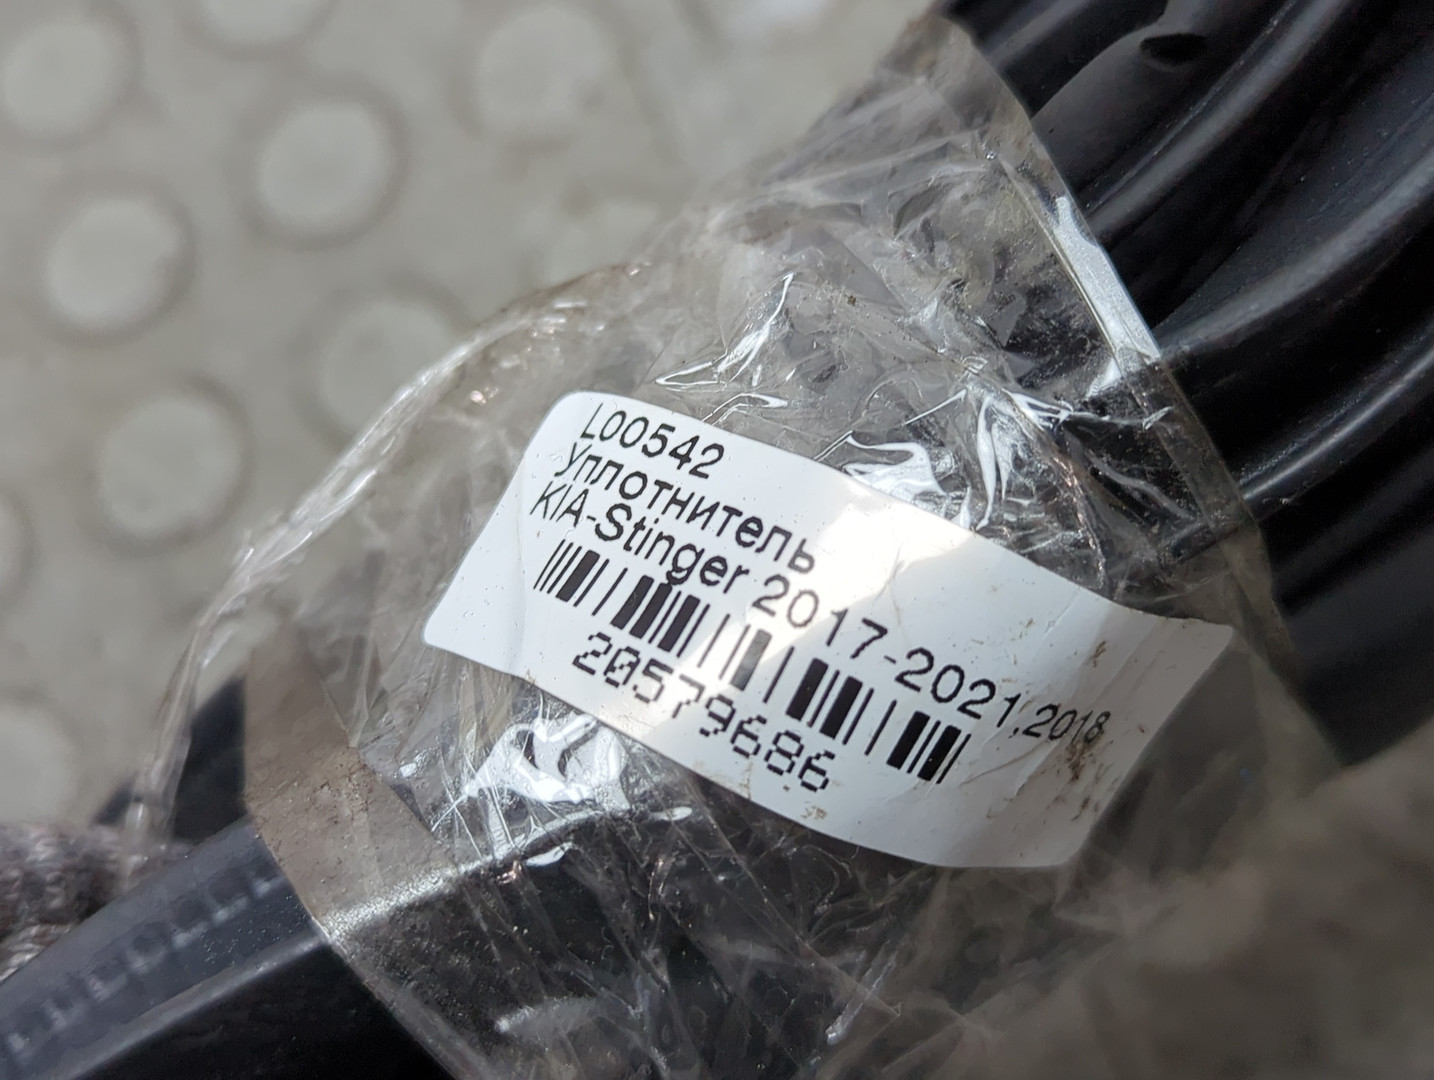 L00542
Уплотнитель
KIA-Stinger 2017-2021,2018
20579686